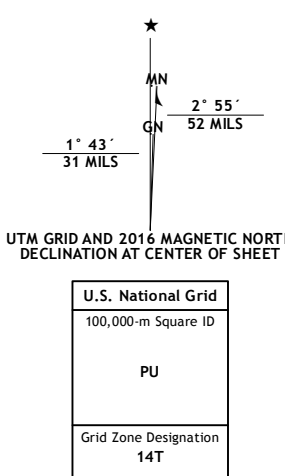 ★
MN
2° 55´
52 MILS
GN
1° 43´
31 MILS
UTM GRID AND 2016 MAGNETIC NORT
DECLINATION AT CENTER OF SHEET
U.S. National Grid
100,000-m Square ID
PU
Grid Zone Designation
14T